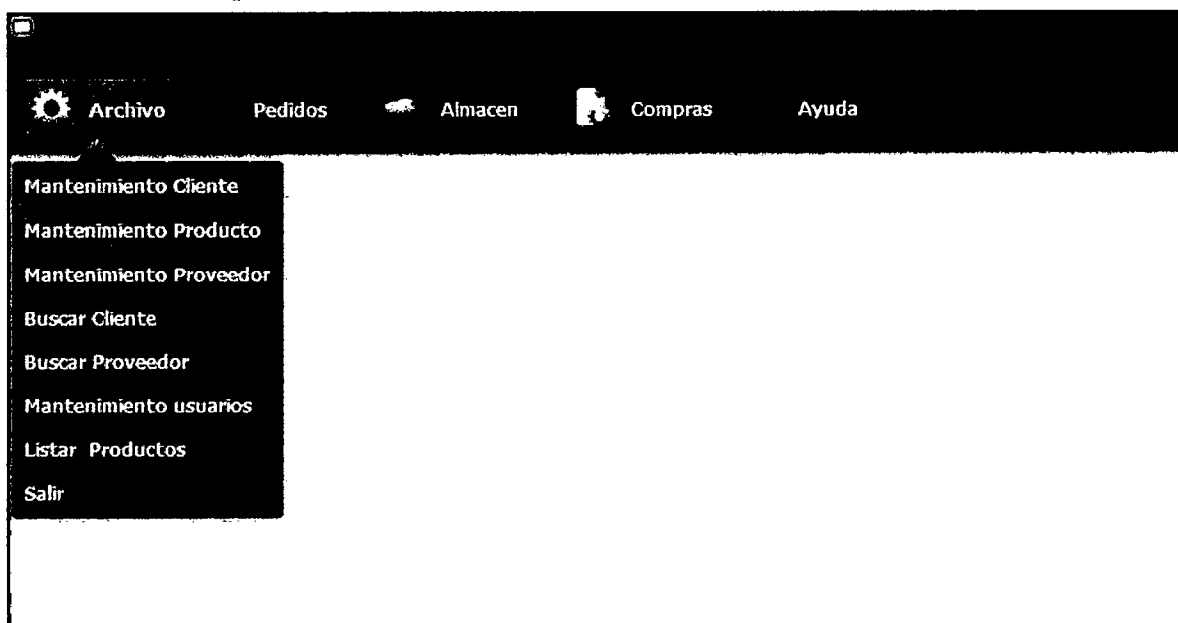 Archivo Pedidos Almacen Compras Ayuda
Mantenimiento Cliente
Mantenimiento Producto
Mantenimiento Proveedor
Buscar Cliente
Buscar Proveedor
Mantenimiento usuarios
Listar Productos
Salir